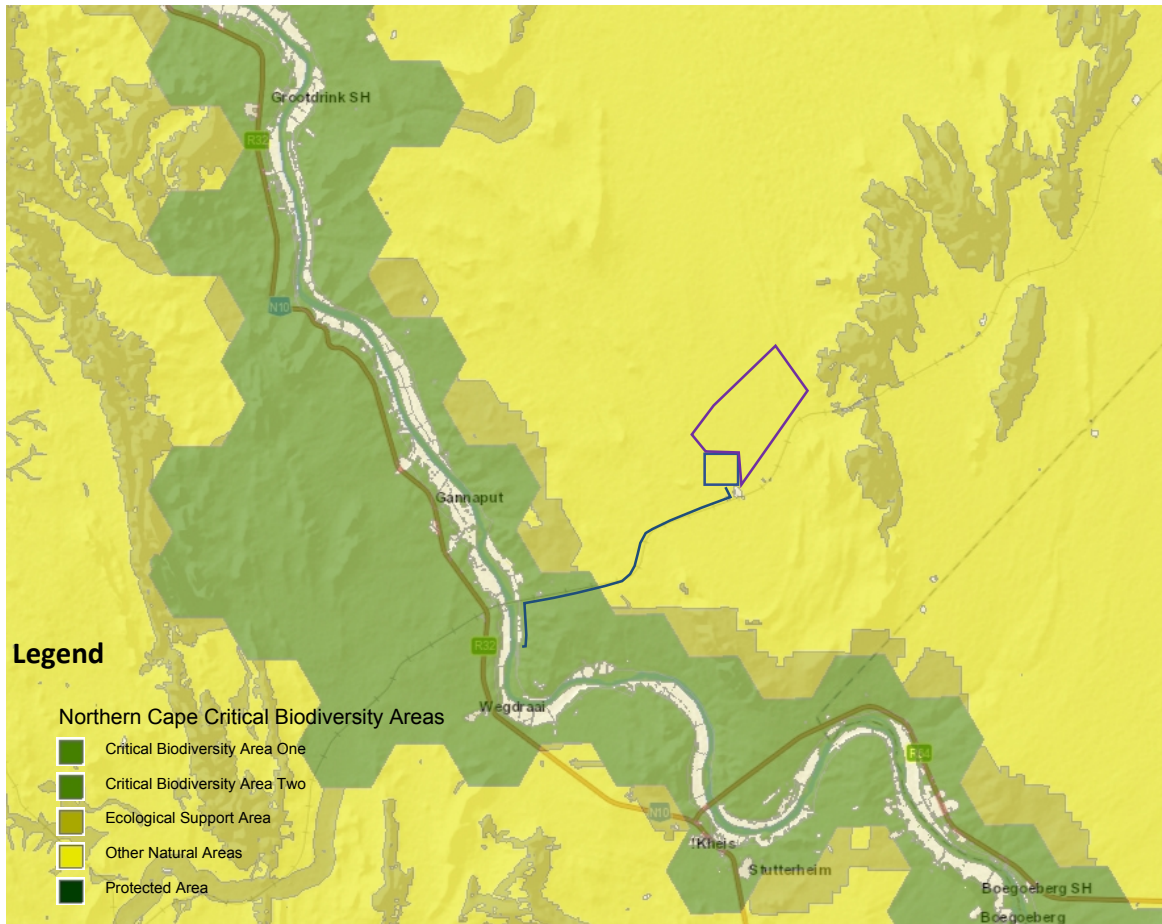 Grootdrink SH
R32
N10
Gannaput
R32
Wegdraai
R64
N10
!Kheis
Stutterheim
Boegoeberg SH
Boegoeberg
Legend
Northern Cape Critical Biodiversity Areas
Critical Biodiversity Area One
Critical Biodiversity Area Two
Ecological Support Area
Other Natural Areas
Protected Area